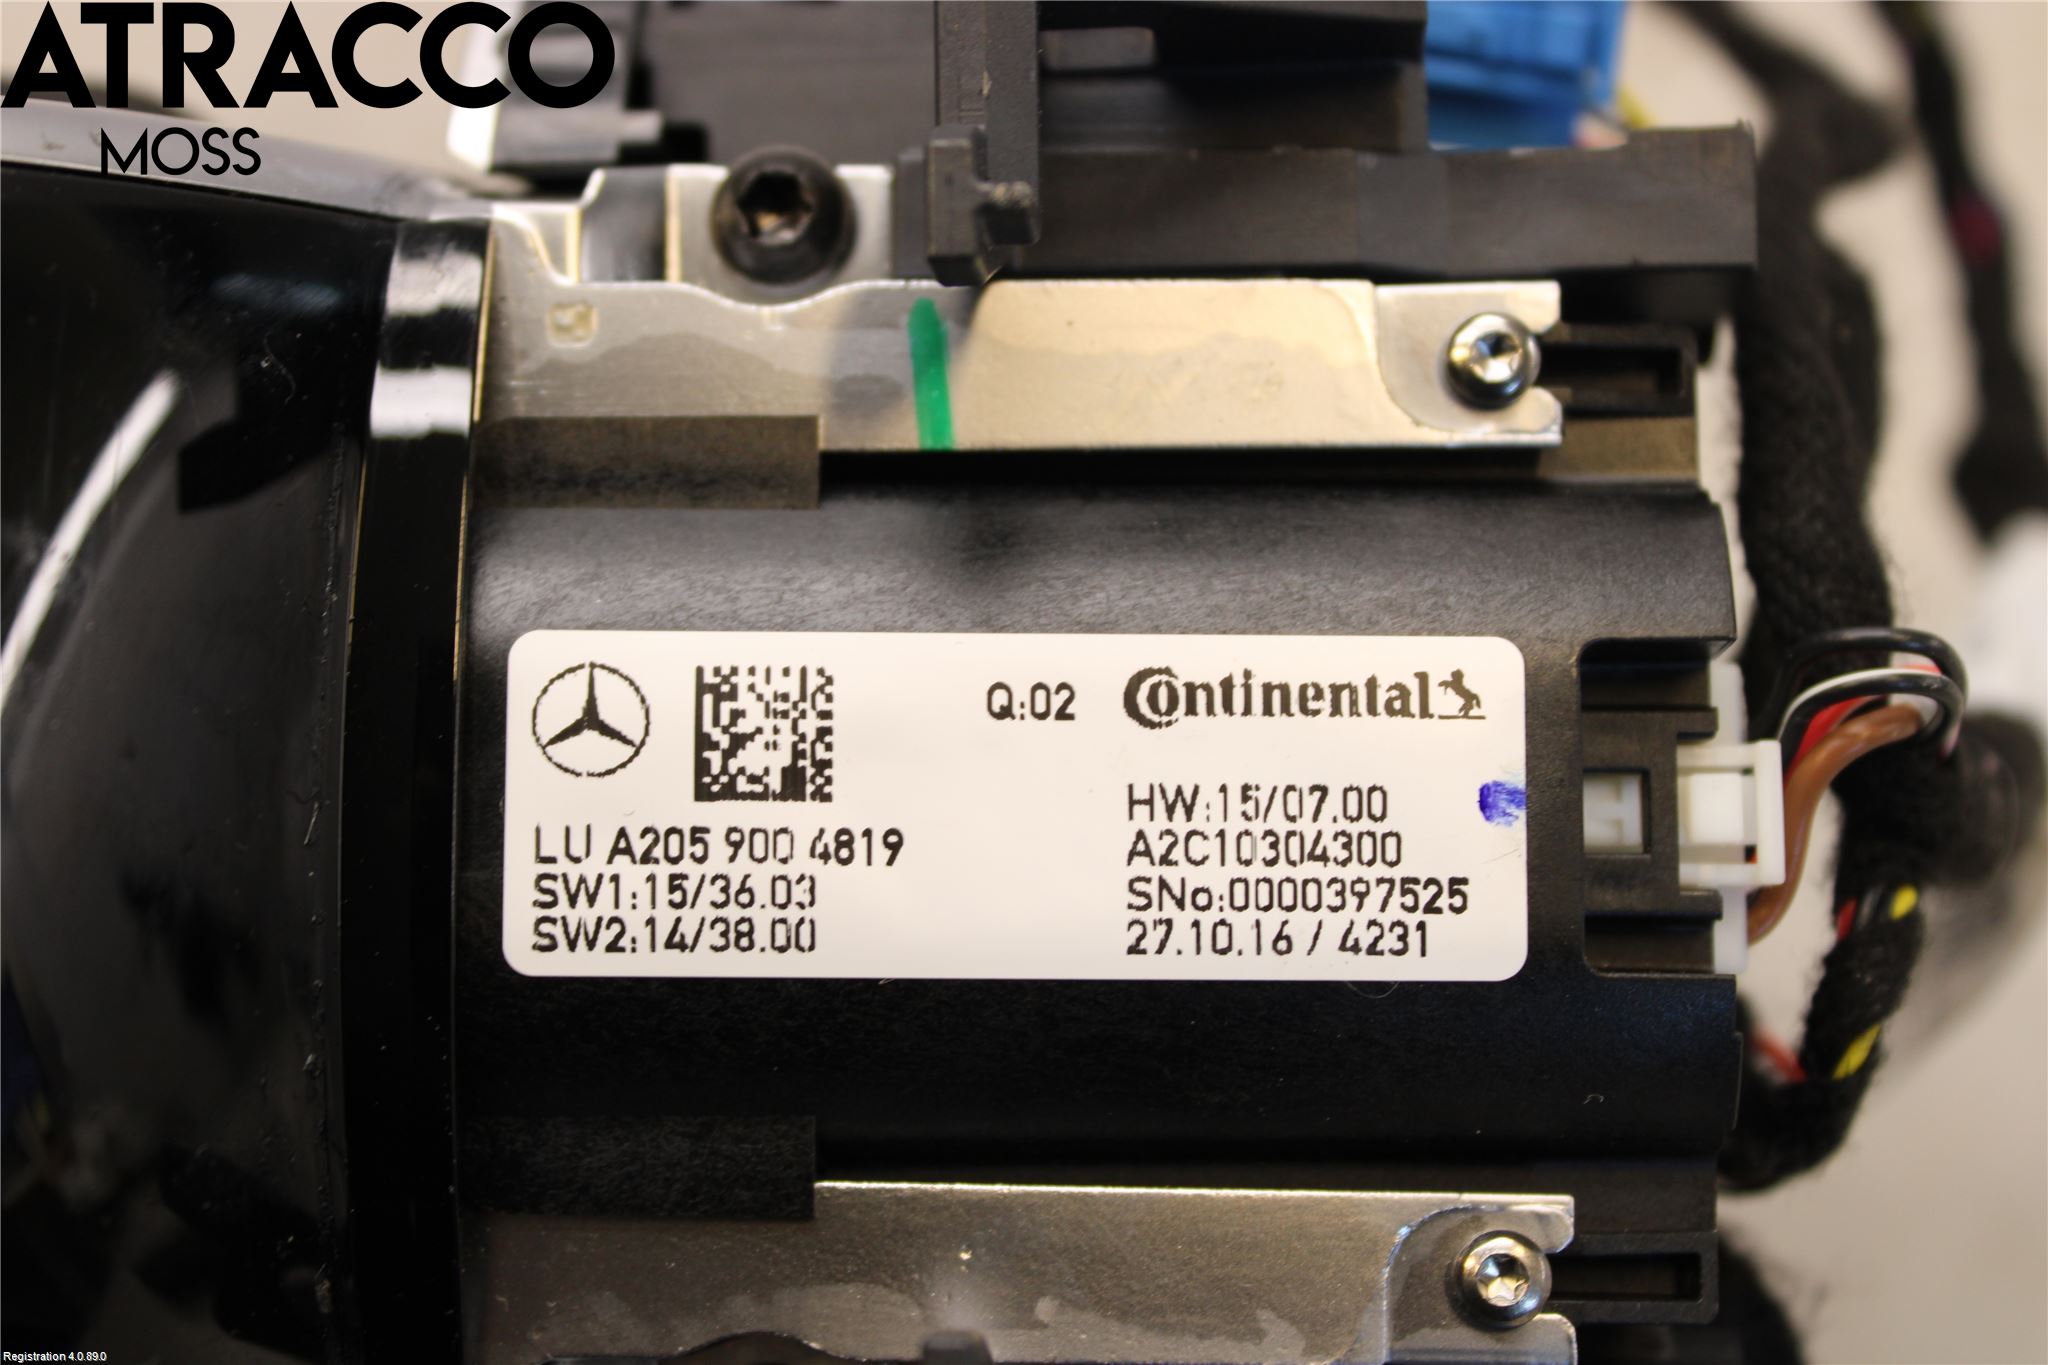 ATRACCO
MOSS
Q:02
Continental
LU A205 900 4819
SW1:15/36.03
SW2:14/38.00
HW:15/07.00
A2C10304300
SNo:0000397525
27.10.16 / 4231
Registration 4.0.89.0